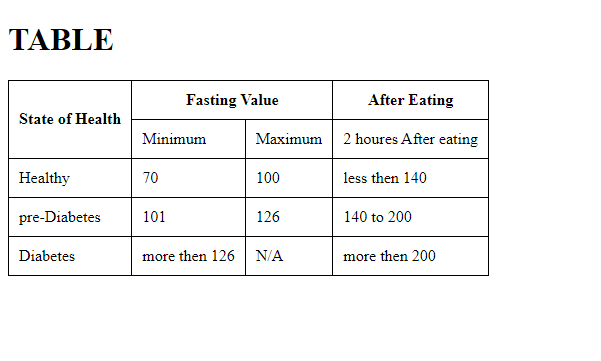 TABLE
State of Health Fasting Value After Eating
Minimum Maximum 2 houres After eating
Healthy 70 100 less then 140
pre-Diabetes 101 126 140 to 200
Diabetes more then 126 N/A more then 200